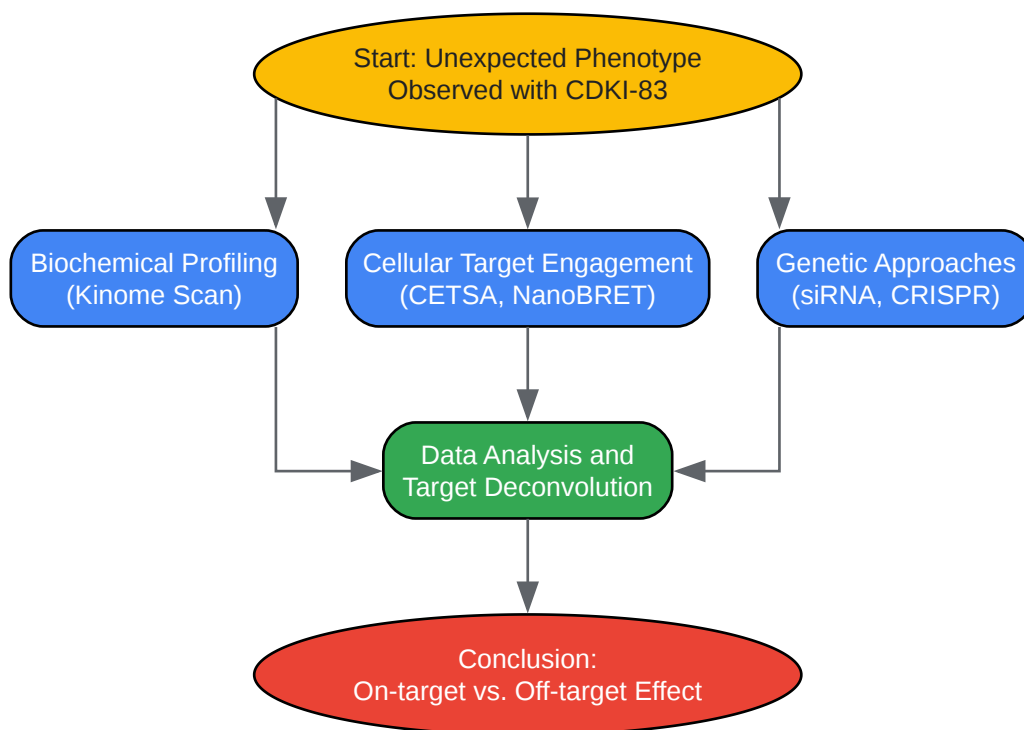 Start: Unexpected Phenotype
Observed with CDKI-83
Biochemical Profiling
(Kinome Scan)
Cellular Target Engagement
(CETSA, NanoBRET)
Genetic Approaches
(siRNA, CRISPR)
Data Analysis and
Target Deconvolution
Conclusion:
On-target vs. Off-target Effect